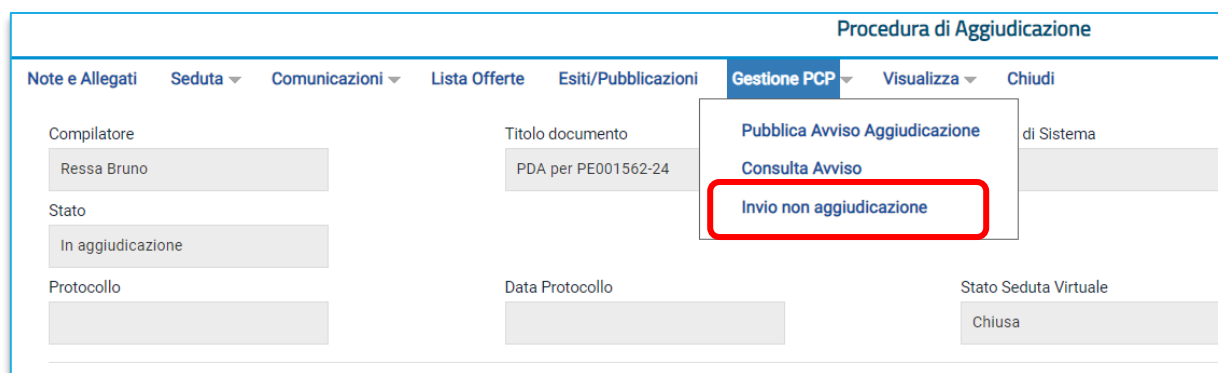 Procedura di Aggiudicazione
Note e Allegati Seduta Comunicazioni Lista Offerte Esiti/Pubblicazioni Gestione PCP Visualizza Chiudi
Pubblica Avviso Aggiudicazione
Consulta Avviso
Invio non aggiudicazione
Compilatore Titolo documento di Sistema
Ressa Bruno PDA per PE001562-24
Stato
In aggiudicazione
Protocollo Data Protocollo Stato Seduta Virtuale
Chiusa